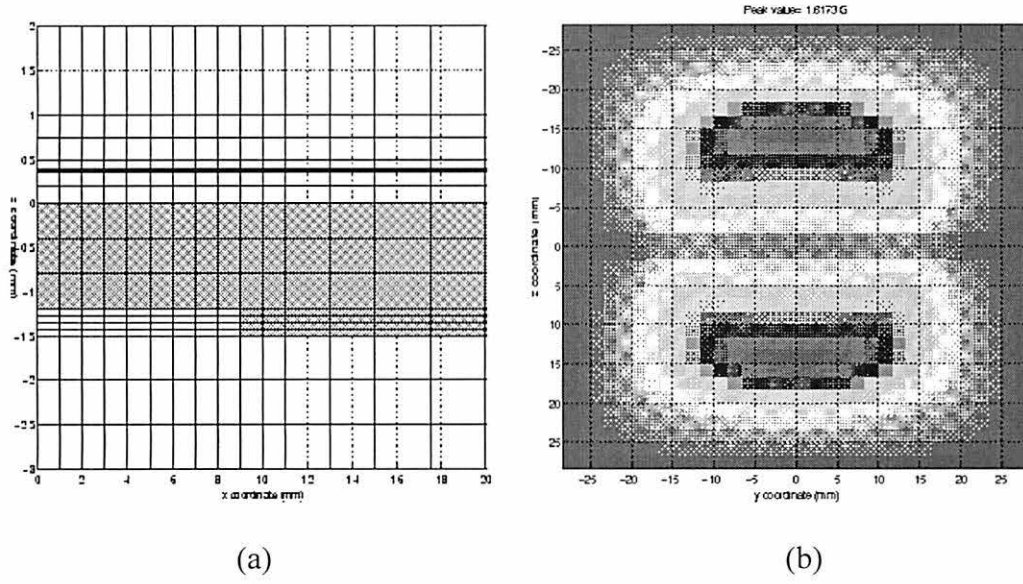 Peak value= 1.6173 G
2
1.5
1
0.5
0
-0.5
-1
-1.5
-2
-2.5
-3
z coordinate (mm)
0 2 4 6 8 10 12 14 16 18 20
x coordinate (mm)
-25
-20
-15
-10
-5
0
5
10
15
20
25
z coordinate (mm)
-25 -20 -15 -10 -5 0 5 10 15 20 25
y coordinate (mm)
(a)
(b)